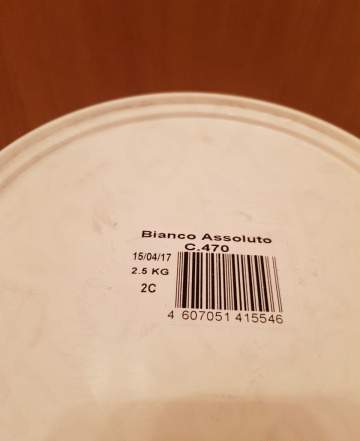 Bianco Assoluto
C.470
15/04/17
2.5 KG
2C
4 607051 415546